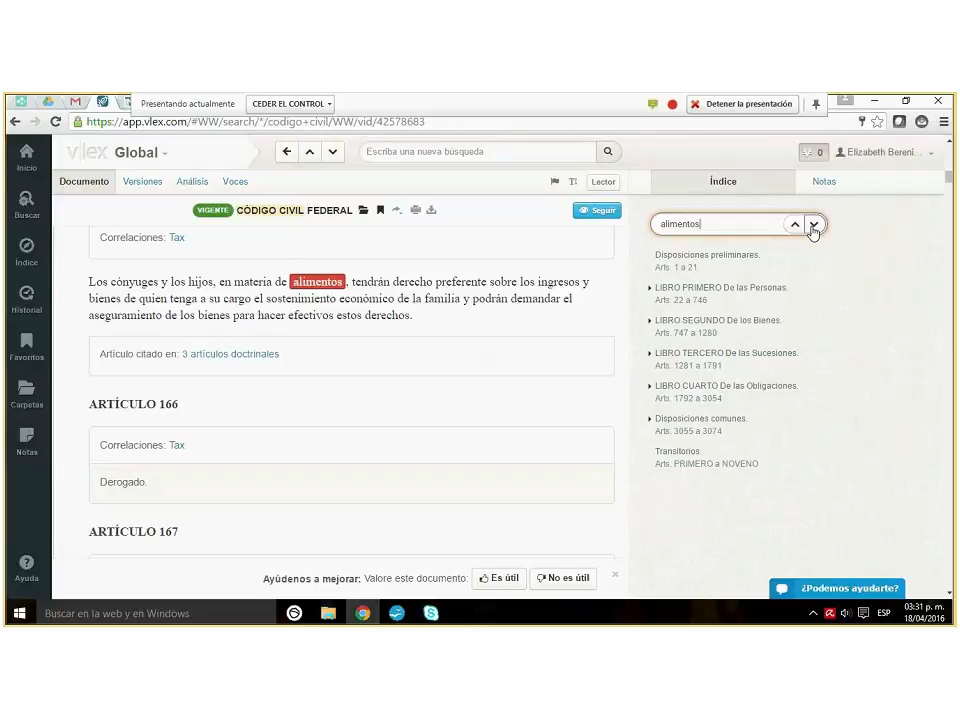 Presentando actualmente
CEDER EL CONTROL
Detener la presentación
https://app.vlex.com/#WW/search/*/codigo+civil/WW/vid/42578683
Inicio
Buscar
Índice
Historial
Favoritos
Carpetas
Notas
Ayuda
vlex Global
Escriba una nueva búsqueda
0
Elizabeth Bereni...
Documento Versiones Análisis Voces
Lector
Índice Notas
VIGENTE CÓDIGO CIVIL FEDERAL
Seguir
alimentos
Correlaciones: Tax
Los cónyuges y los hijos, en materia de alimentos, tendrán derecho preferente sobre los ingresos y
bienes de quien tenga a su cargo el sostenimiento económico de la familia y podrán demandar el
aseguramiento de los bienes para hacer efectivos estos derechos.
Artículo citado en: 3 artículos doctrinales
ARTÍCULO 166
Correlaciones: Tax
Derogado.
ARTÍCULO 167
Disposiciones preliminares.
Arts. 1 a 21
LIBRO PRIMERO De las Personas.
Arts. 22 a 746
LIBRO SEGUNDO De los Bienes.
Arts. 747 a 1280
LIBRO TERCERO De las Sucesiones.
Arts. 1281 a 1791
LIBRO CUARTO De las Obligaciones.
Arts. 1792 a 3054
Disposiciones comunes.
Arts. 3055 a 3074
Transitorios.
Arts. PRIMERO a NOVENO
Ayúdenos a mejorar: Valore este documento: Es útil No es útil
¿Podemos ayudarte?
Buscar en la web y en Windows
ESP
03:31 p. m.
18/04/2016